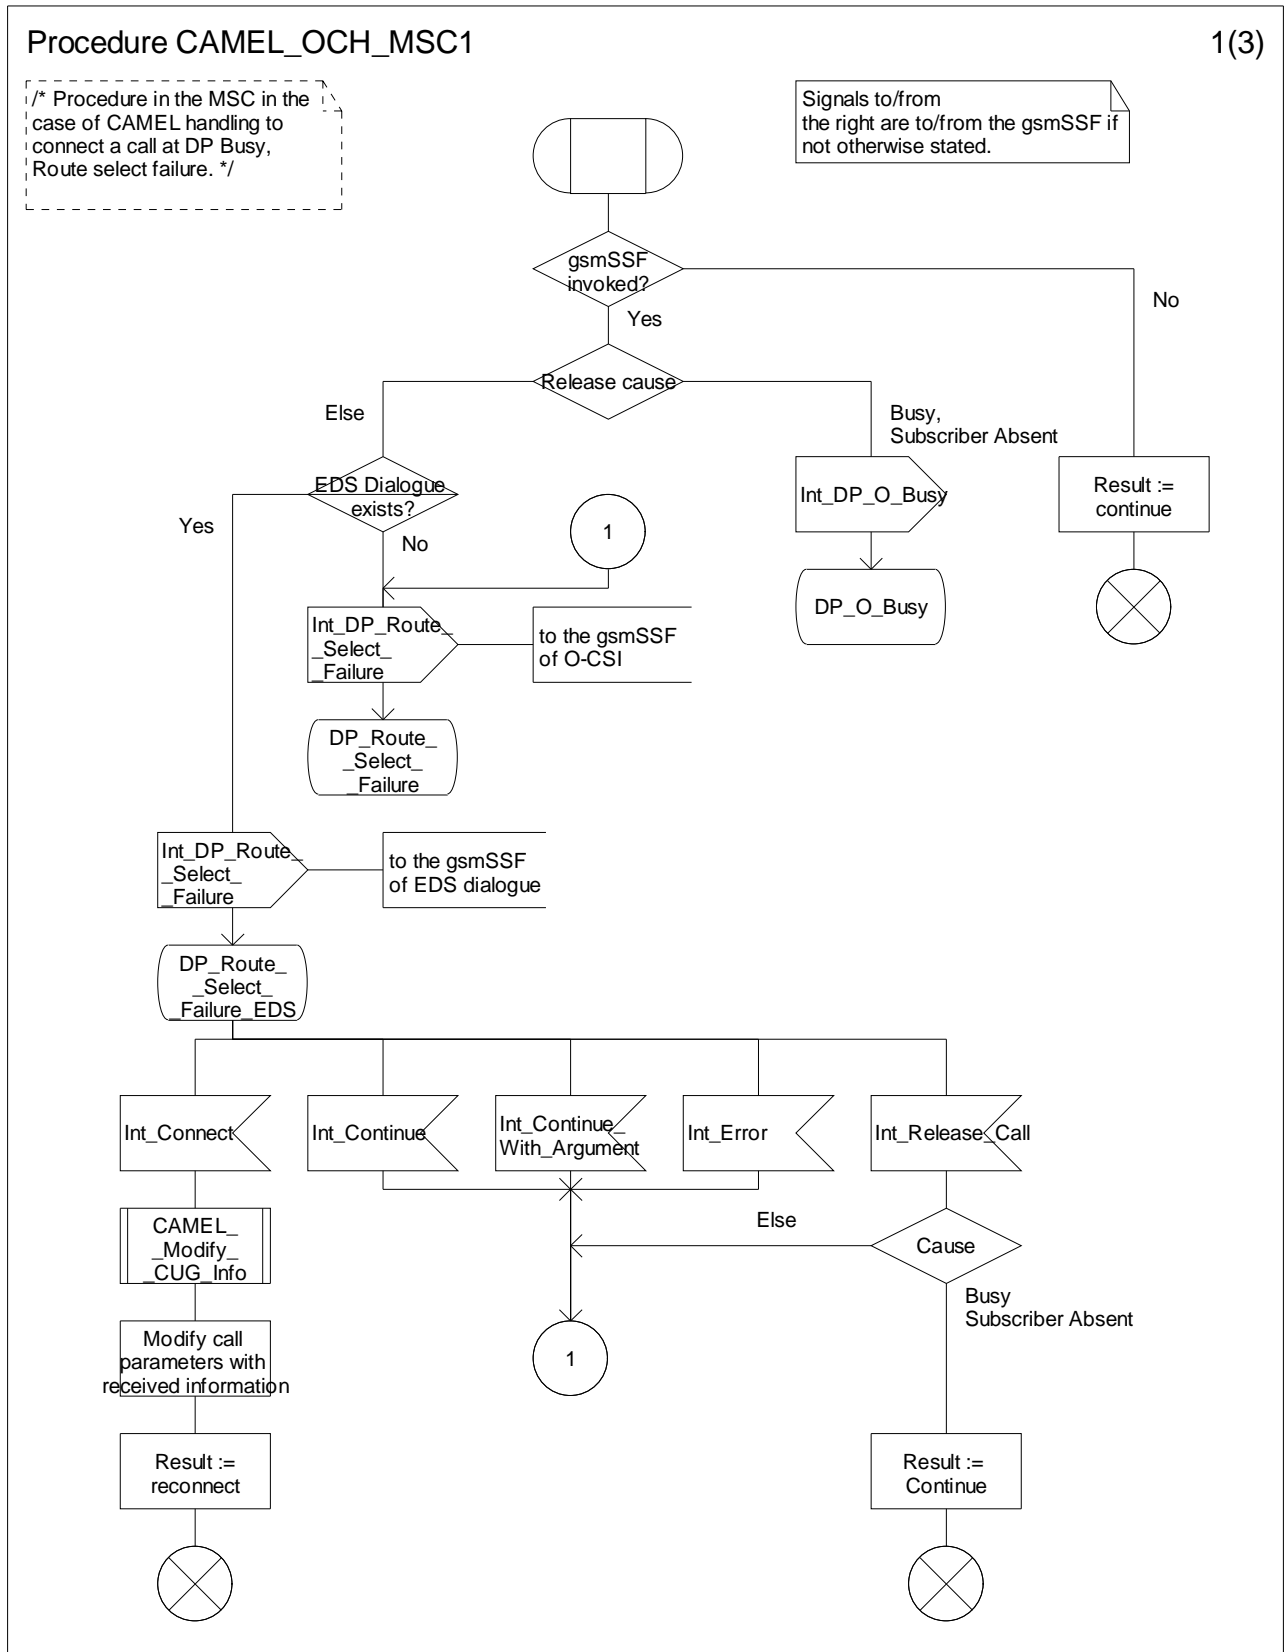 Procedure CAMEL_OCH_MSC1
1(3)
/* Procedure in the MSC in the
case of CAMEL handling to
connect a call at DP Busy,
Route select failure. */
Signals to/from
the right are to/from the gsmSSF if
not otherwise stated.
gsmSSF
invoked?
No
Yes
Release cause
Else
Busy,
Subscriber Absent
EDS Dialogue
exists?
Int_DP_O_Busy
Result :=
continue
Yes
No
1
DP_O_Busy
Int_DP_Route_
_Select_
_Failure
to the gsmSSF
of O-CSI
DP_Route_
_Select_
_Failure
Int_DP_Route_
_Select_
_Failure
to the gsmSSF
of EDS dialogue
DP_Route_
_Select_
_Failure_EDS
Int_Connect
Int_Continue
Int_Continue_
With_Argument
Int_Error
Int_Release_Call
CAMEL_
_Modify_
_CUG_Info
Else
Cause
Busy
Subscriber Absent
Modify call
parameters with
received information
1
Result :=
reconnect
Result :=
Continue